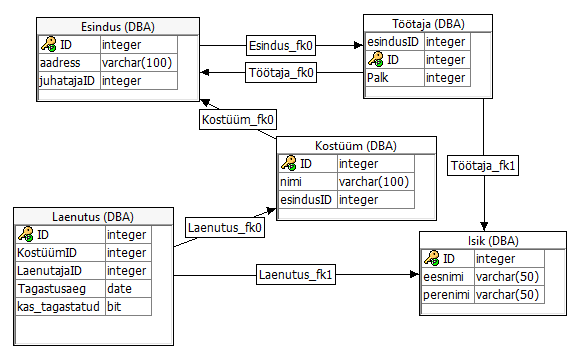 Esindus (DBA)
ID integer
aadress varchar(100)
juhatajaID integer
Esindus_fk0
Töötaja_fk0
Töötaja (DBA)
esindusID integer
ID integer
Palk integer
Kostüüm_fk0
Kostüüm (DBA)
ID integer
nimi varchar(100)
esindusID integer
Töötaja_fk1
Laenutus (DBA)
ID integer
KostüümID integer
LaenutajaID integer
Tagastusaeg date
kas_tagastatud bit
Laenutus_fk0
Laenutus_fk1
Isik (DBA)
ID integer
eesnimi varchar(50)
perenimi varchar(50)